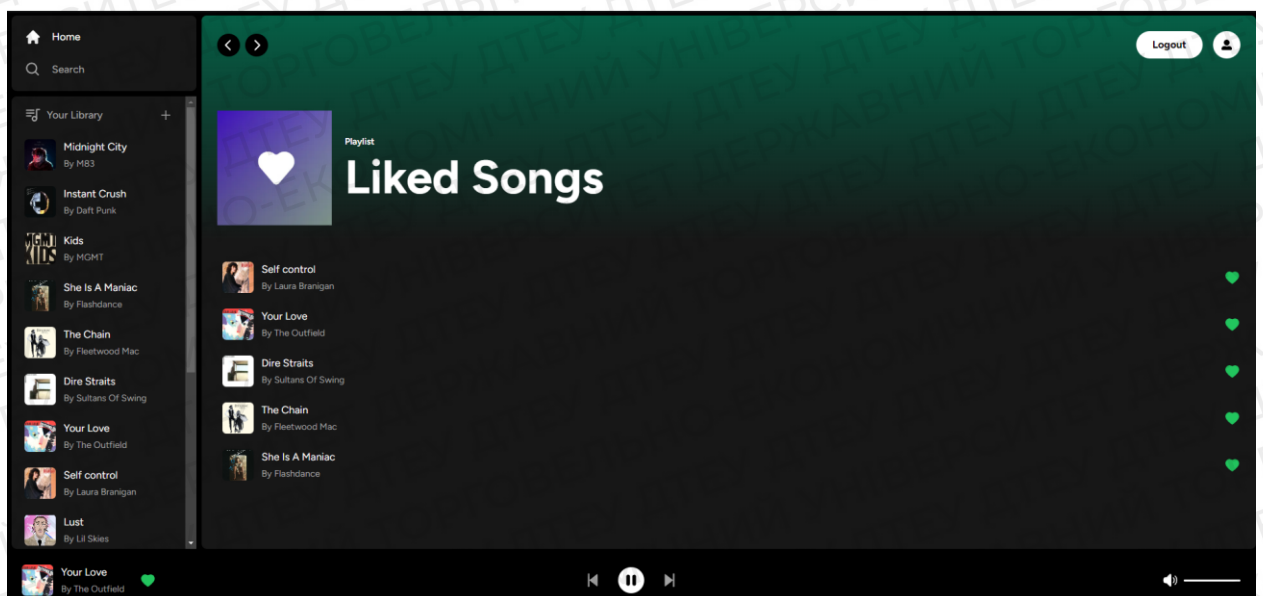 Home
Search
Your Library
Midnight City
By M83
Instant Crush
By Daft Punk
MGMT
KIDS
Kids
By MGMT
She Is A Maniac
By Flashdance
The Chain
By Fleetwood Mac
Dire Straits
By Sultans Of Swing
Your Love
By The Outfield
Self control
By Laura Branigan
Lust
By Lil Skies
Logout
Playlist
Liked Songs
Self control
By Laura Branigan
Your Love
By The Outfield
Dire Straits
By Sultans Of Swing
The Chain
By Fleetwood Mac
She Is A Maniac
By Flashdance
Your Love
By The Outfield